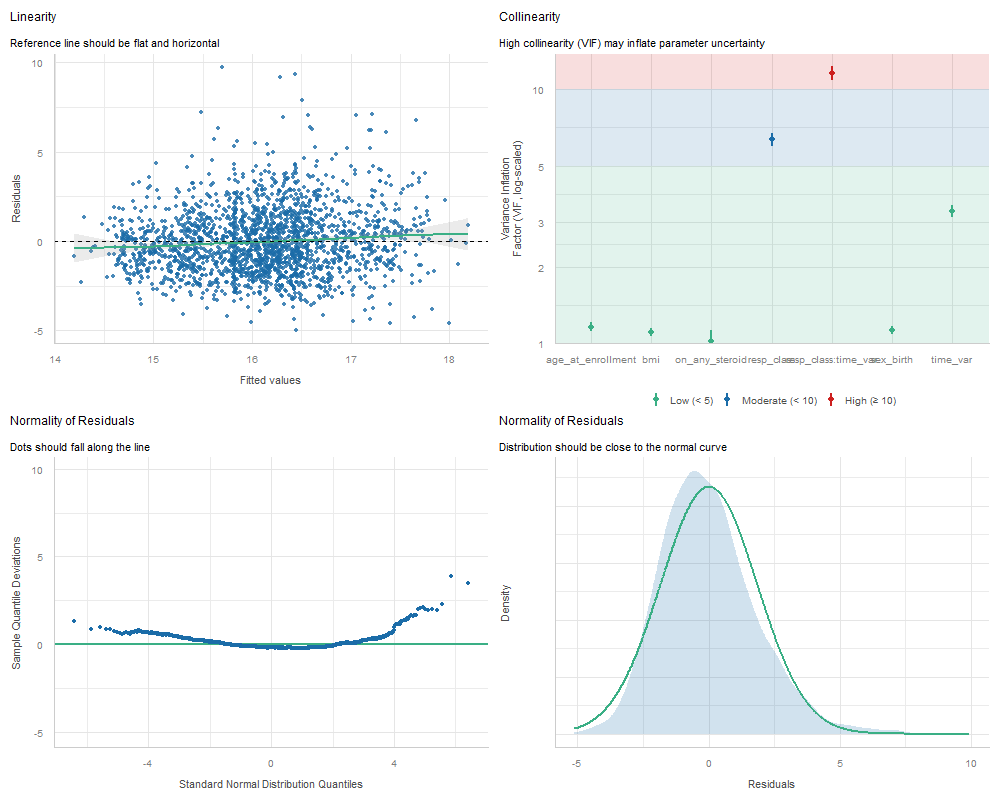 Linearity
Reference line should be flat and horizontal
10
5
0
-5
Residuals
14
15
16
17
18
Fitted values
Collinearity
High collinearity (VIF) may inflate parameter uncertainty
10
5
3
2
1
Variance Inflation
Factor (VIF, log-scaled)
age_at_enrollment
bmi
on_any_steroid
resp_class
resp_class:time_var
sex_birth
time_var
Low (< 5)
Moderate (< 10)
High (≥ 10)
Normality of Residuals
Dots should fall along the line
10
5
0
-5
Sample Quantile Deviations
-4
0
4
Standard Normal Distribution Quantiles
Normality of Residuals
Distribution should be close to the normal curve
Density
-5
0
5
10
Residuals